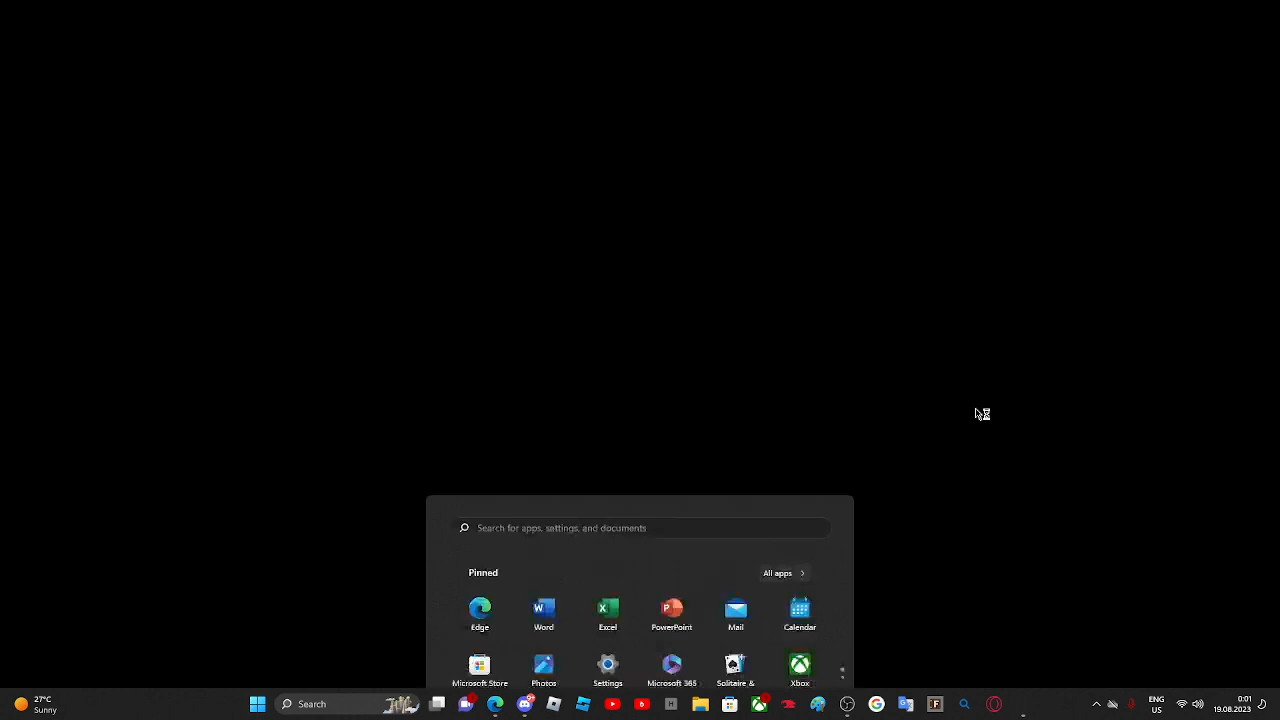 Search for apps, settings, and documents
Pinned
All apps
Edge
Word
Excel
PowerPoint
Mail
Calendar
Microsoft Store
Photos
Settings
Microsoft 365
Solitaire &
Xbox
27°C
Sunny
Search
ENG
US
0:01
19.08.2023